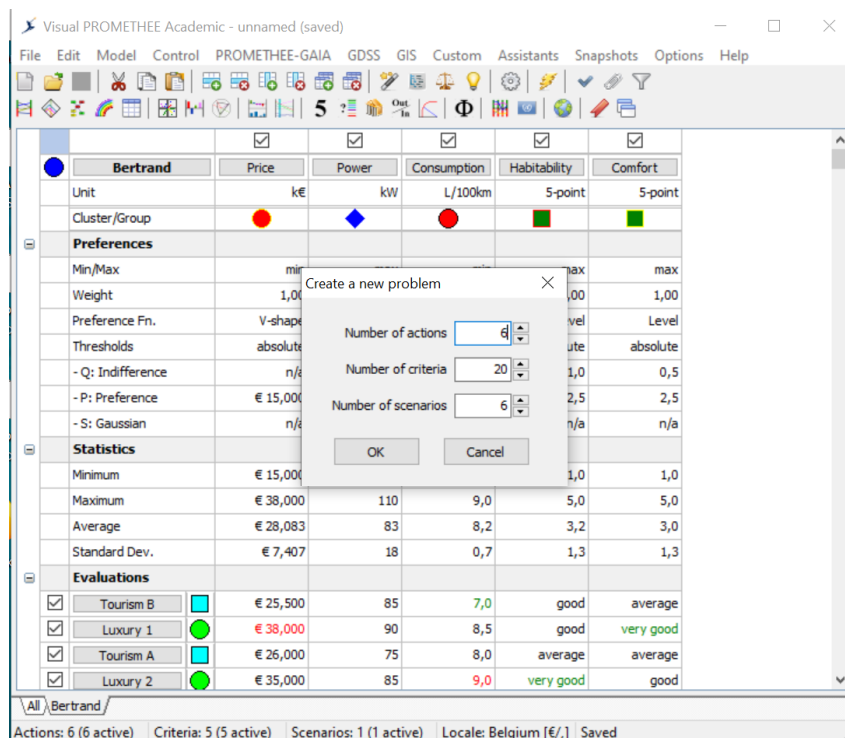 Visual PROMETHEE Academic - unnamed (saved)
File Edit Model Control PROMETHEE-GAIA GDSS GIS Custom Assistants Snapshots Options Help
5 Out In Φ
Bertrand Price Power Consumption Habitability Comfort
Unit k€ kW L/100km 5-point 5-point
Cluster/Group
Preferences
Min/Max min max
Weight 1,00 1,00
Preference Fn. V-shape Level
Thresholds absolute absolute
- Q: Indifference n/a 1,0 0,5
- P: Preference € 15,000 2,5 2,5
- S: Gaussian n/a n/a n/a
Create a new problem
Number of actions 6
Number of criteria 20
Number of scenarios 6
OK Cancel
Statistics
Minimum € 15,000 1,0 1,0
Maximum € 38,000 110 9,0 5,0 5,0
Average € 28,083 83 8,2 3,2 3,0
Standard Dev. € 7,407 18 0,7 1,3 1,3
Evaluations
Tourism B € 25,500 85 7,0 good average
Luxury 1 € 38,000 90 8,5 good very good
Tourism A € 26,000 75 8,0 average average
Luxury 2 € 35,000 85 9,0 very good good
All Bertrand
Actions: 6 (6 active) Criteria: 5 (5 active) Scenarios: 1 (1 active) Locale: Belgium [€/,] Saved